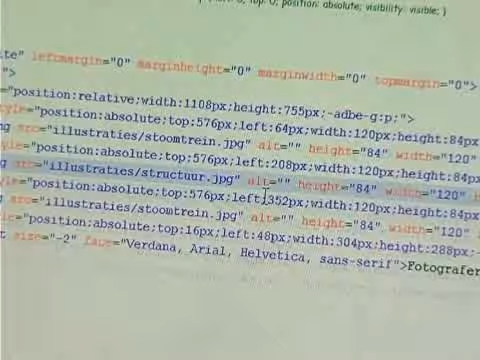 top: 0; position: absolute; visibility: visible; }
ite" leftmargin="0" marginheight="0" marginwidth="0" topmargin="0">
">
="position:relative;width:1108px;height:755px;-adbe-g:p;">
tyle="position:absolute;top:576px;left:64px;width:120px;height:84px
ng src="illustraties/stoomtrein.jpg" alt="" height="84" width="120"
yle="position:absolute;top:576px;left:208px;width:120px;height:84px
g src="illustraties/structuur.jpg" alt="" height="84" width="120"
yle="position:absolute;top:576px;left:352px;width:120px;height:84px
g src="illustraties/stoomtrein.jpg" alt="" height="84" width="120"
le="position:absolute;top:16px;left:48px;width:304px;height:288px;-
t size="-2" face="Verdana, Arial, Helvetica, sans-serif">Fotografer